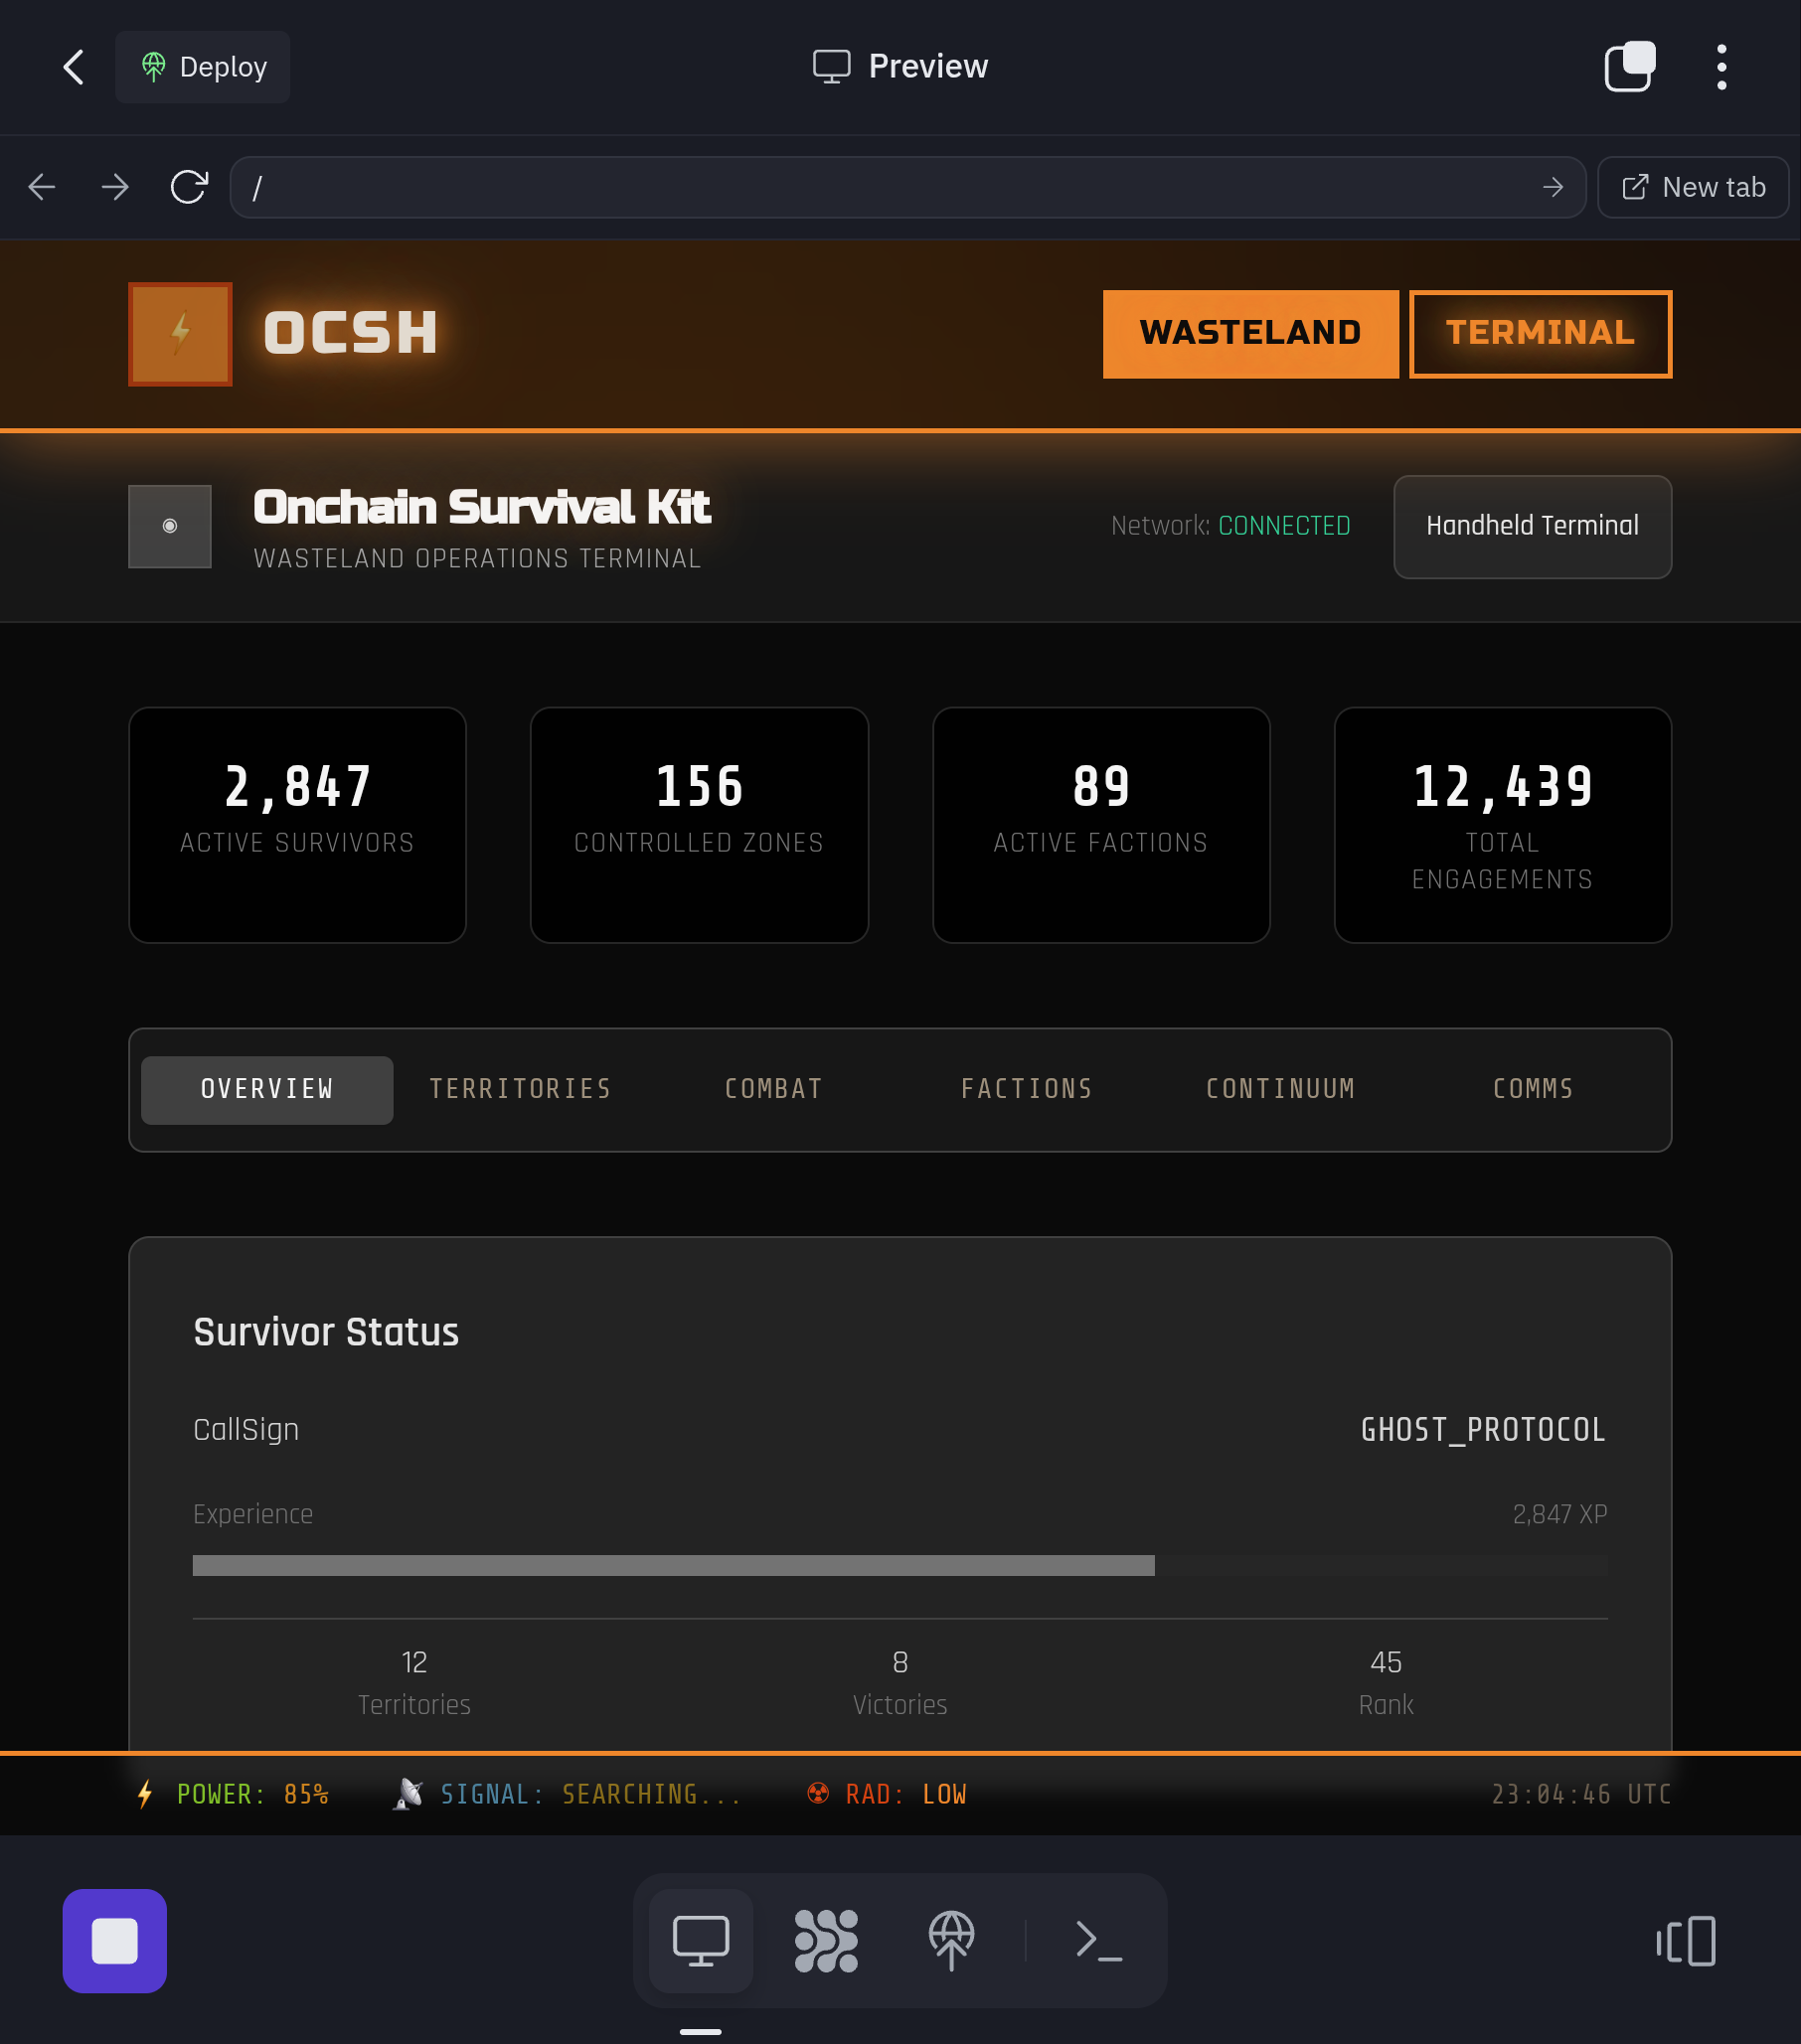 Deploy
Preview
/
New tab
OCSH
WASTELAND
TERMINAL
Onchain Survival Kit
WASTELAND OPERATIONS TERMINAL
Network: CONNECTED
Handheld Terminal
2,847
ACTIVE SURVIVORS
156
CONTROLLED ZONES
89
ACTIVE FACTIONS
12,439
TOTAL
ENGAGEMENTS
OVERVIEW
TERRITORIES
COMBAT
FACTIONS
CONTINUUM
COMMS
Survivor Status
CallSign
GHOST_PROTOCOL
Experience
2,847 XP
12
Territories
8
Victories
45
Rank
POWER: 85%
SIGNAL: SEARCHING...
RAD: LOW
23:04:46 UTC